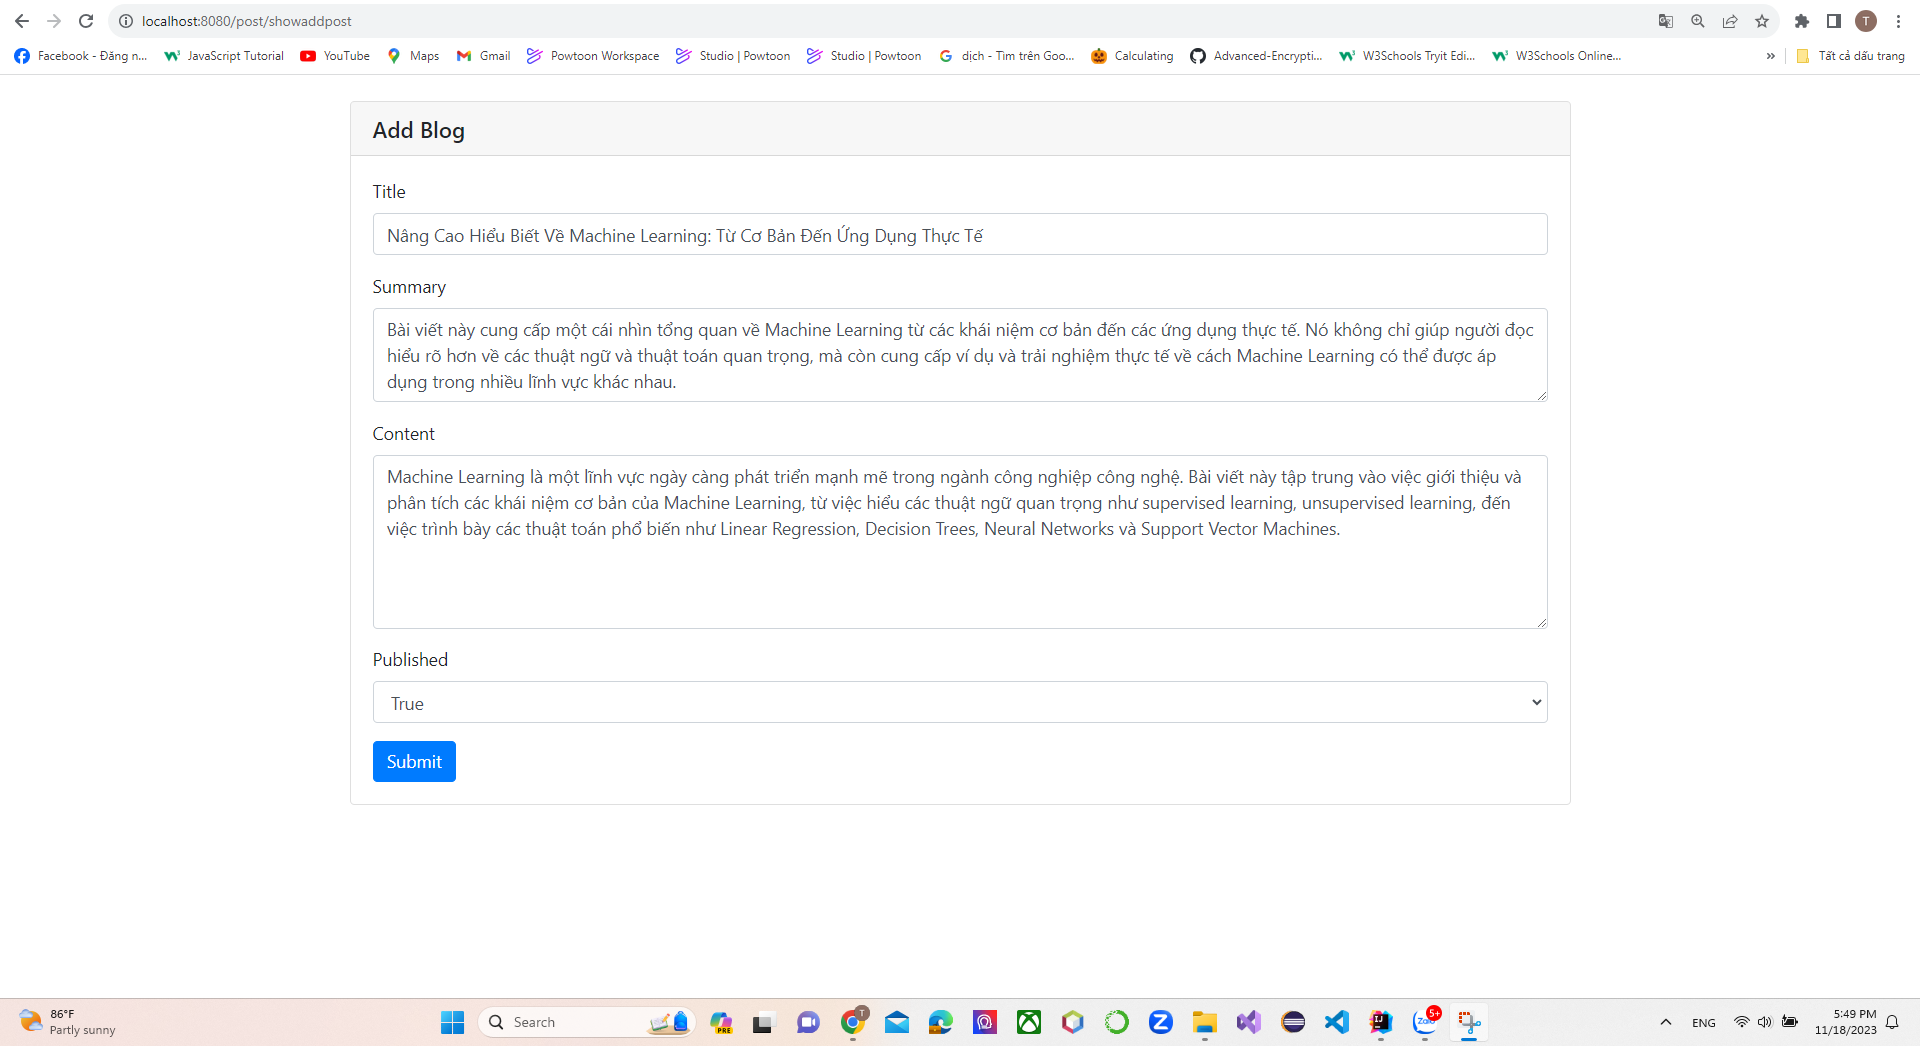 localhost:8080/post/showaddpost
T
Facebook - Đăng n...
JavaScript Tutorial
YouTube
Maps
Gmail
Powtoon Workspace
Studio | Powtoon
Studio | Powtoon
dịch - Tìm trên Goo...
Calculating
Advanced-Encrypti...
W3Schools Tryit Edi...
W3Schools Online...
»
Tất cả dấu trang
Add Blog
Title
Nâng Cao Hiểu Biết Về Machine Learning: Từ Cơ Bản Đến Ứng Dụng Thực Tế
Summary
Bài viết này cung cấp một cái nhìn tổng quan về Machine Learning từ các khái niệm cơ bản đến các ứng dụng thực tế. Nó không chỉ giúp người đọc
hiểu rõ hơn về các thuật ngữ và thuật toán quan trọng, mà còn cung cấp ví dụ và trải nghiệm thực tế về cách Machine Learning có thể được áp
dụng trong nhiều lĩnh vực khác nhau.
Content
Machine Learning là một lĩnh vực ngày càng phát triển mạnh mẽ trong ngành công nghiệp công nghệ. Bài viết này tập trung vào việc giới thiệu và
phân tích các khái niệm cơ bản của Machine Learning, từ việc hiểu các thuật ngữ quan trọng như supervised learning, unsupervised learning, đến
việc trình bày các thuật toán phổ biến như Linear Regression, Decision Trees, Neural Networks và Support Vector Machines.
Published
True
Submit
86°F
Partly sunny
Search
PRE
T
Z
IJ
Zalo
5+
ENG
5:49 PM
11/18/2023